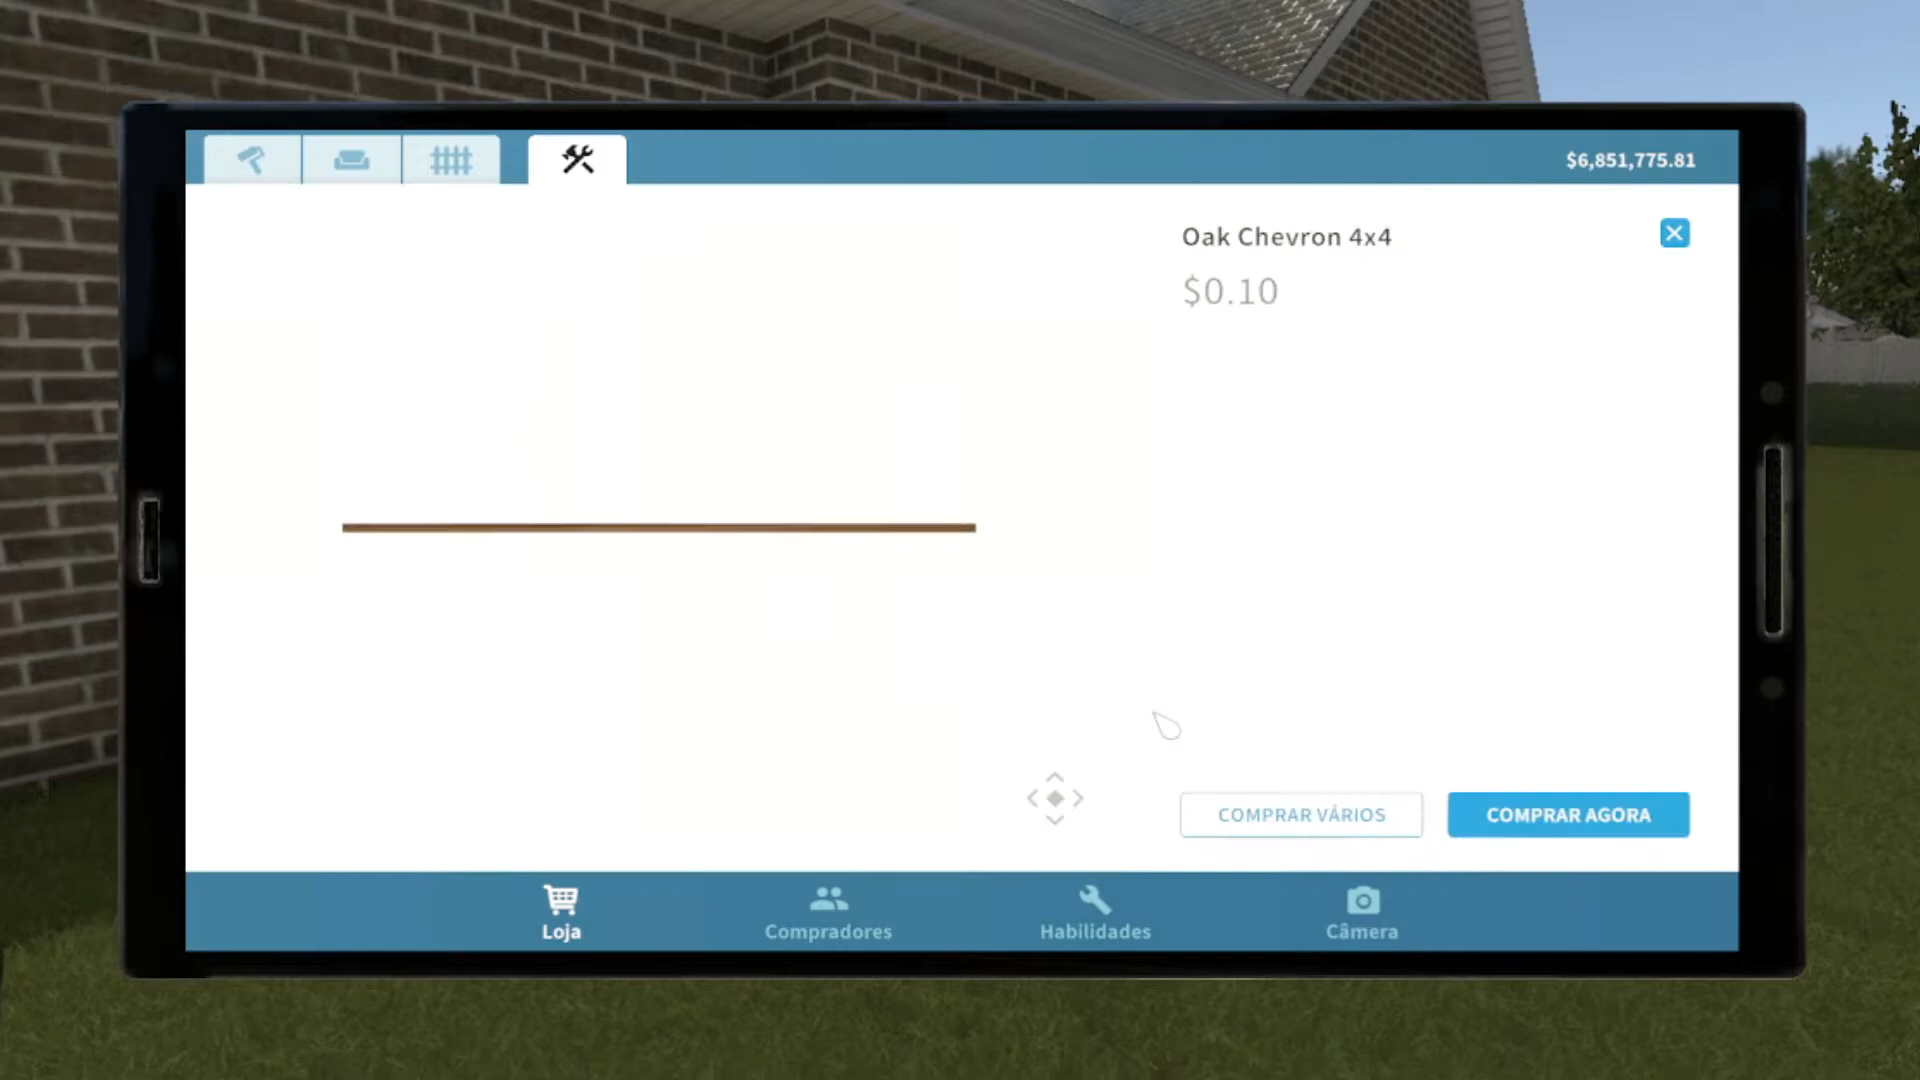 $6,851,775.81
Oak Chevron 4x4
$0.10
COMPRAR VÁRIOS
COMPRAR AGORA
Loja
Compradores
Habilidades
Câmera